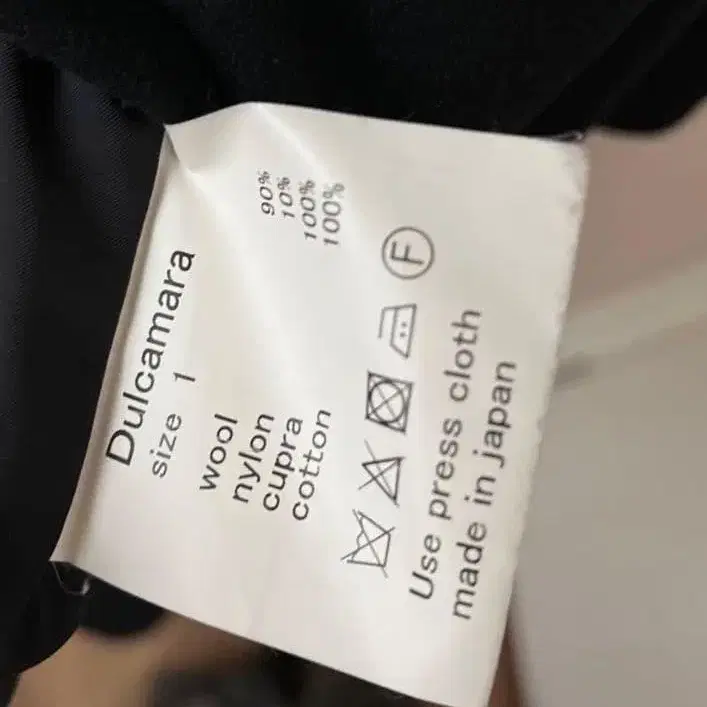 Dulcamara
size 1
wool 90%
nylon 10%
cupra 100%
cotton 100%
F
Use press cloth
made in japan